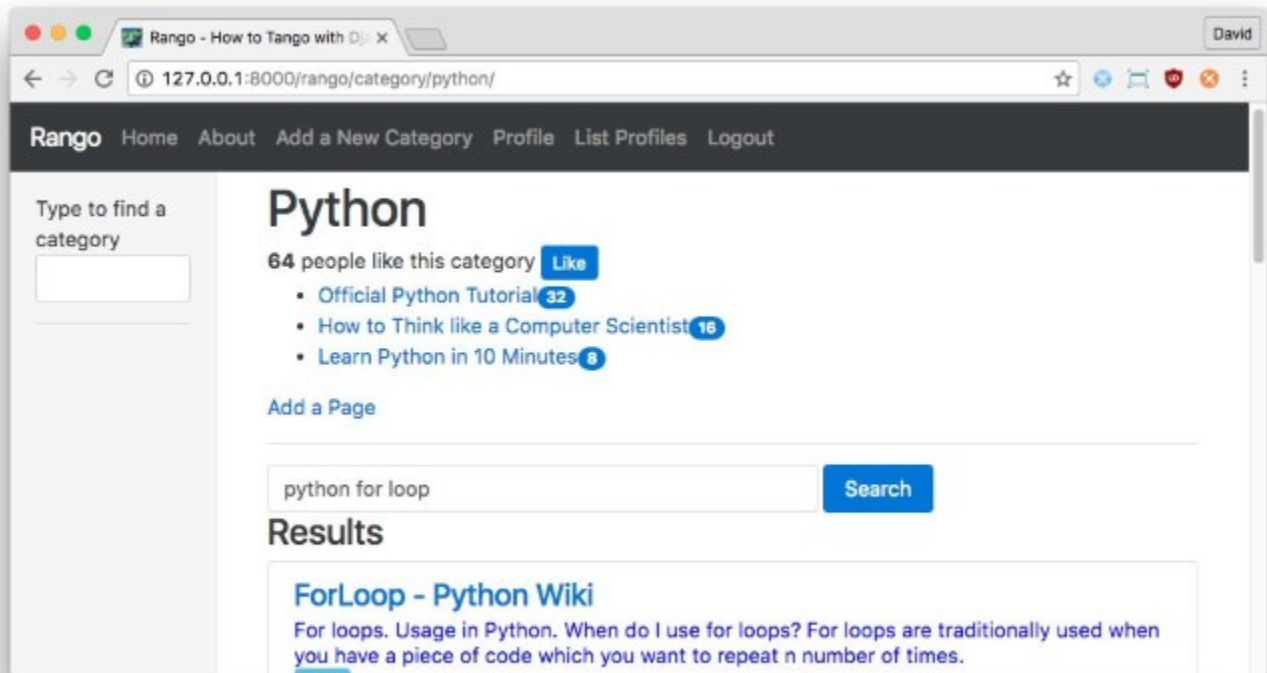 Rango - How to Tango with Dj
David
127.0.0.1:8000/rango/category/python/
Rango Home About Add a New Category Profile List Profiles Logout
Type to find a
category
Python
64 people like this category Like
Official Python Tutorial 32
How to Think like a Computer Scientist 16
Learn Python in 10 Minutes 8
Add a Page
python for loop Search
Results
ForLoop - Python Wiki
For loops. Usage in Python. When do I use for loops? For loops are traditionally used when
you have a piece of code which you want to repeat n number of times.